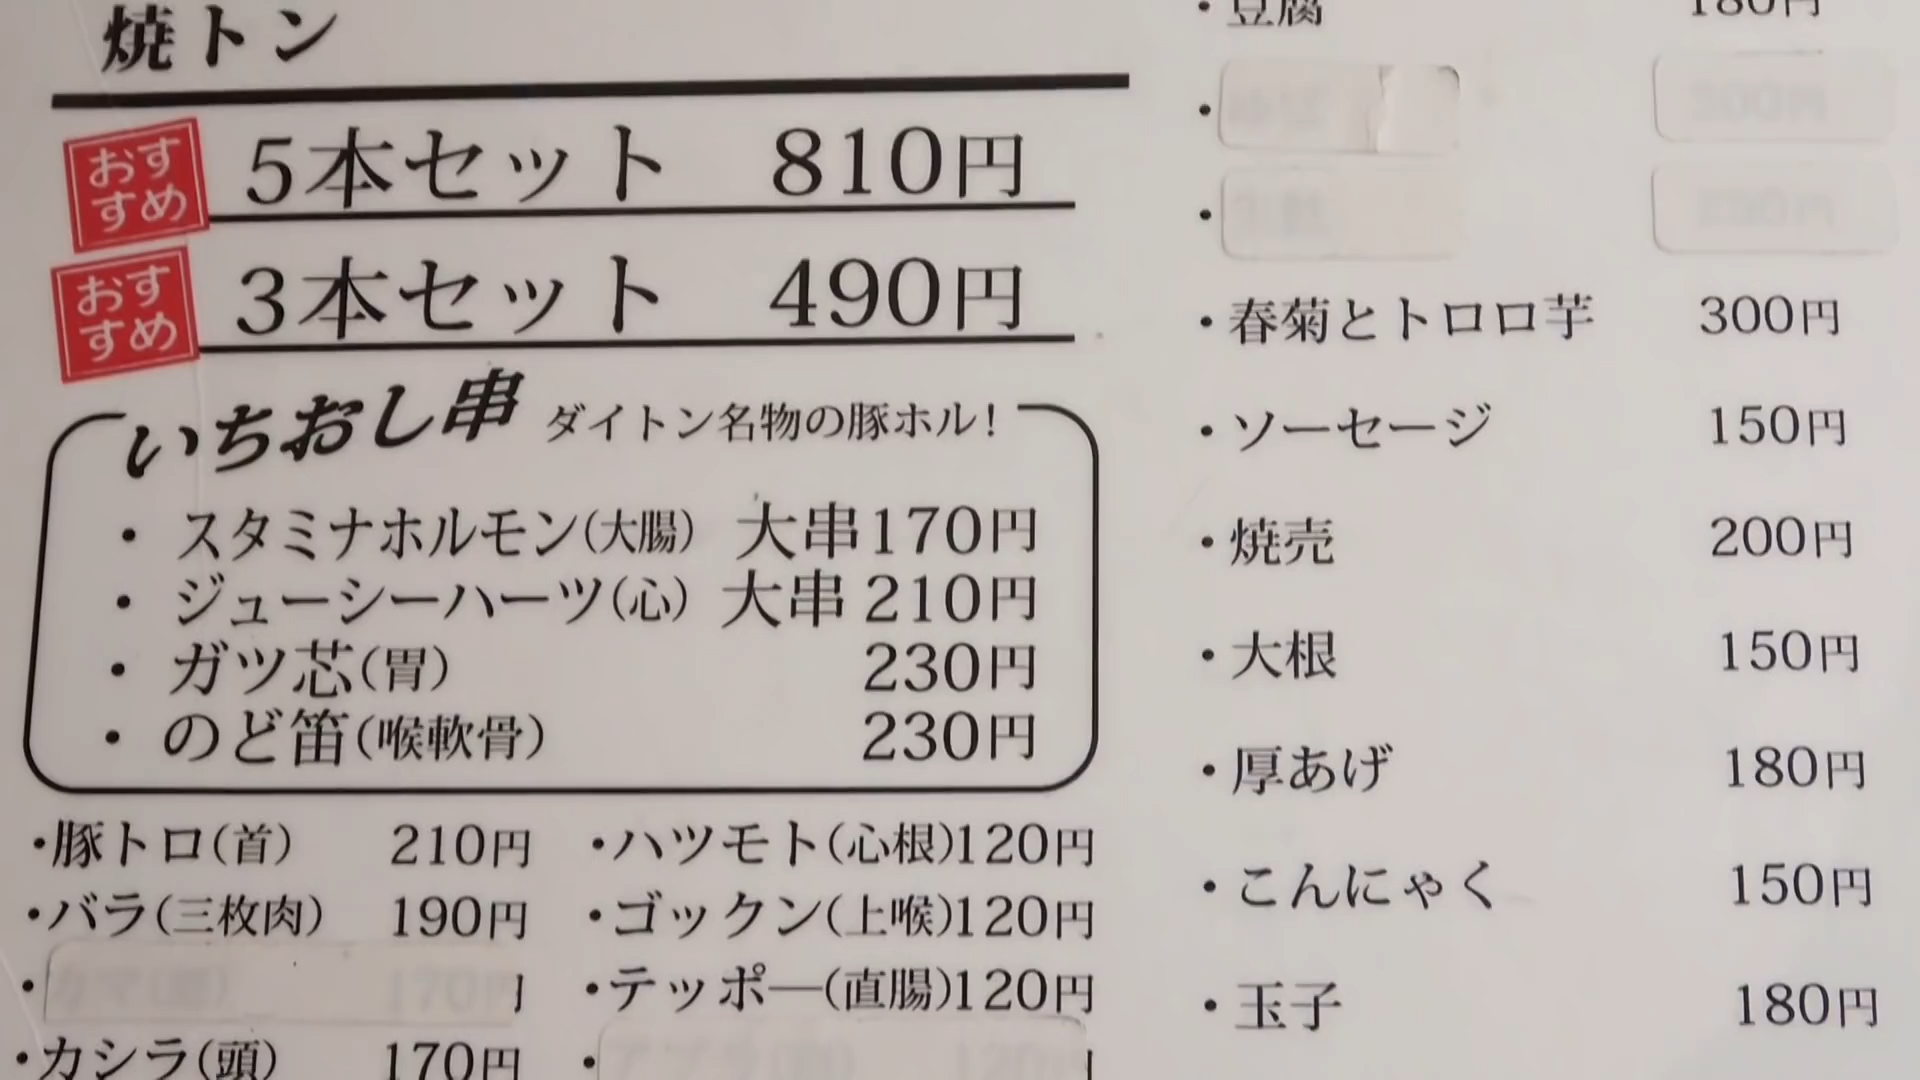 焼トン
おすすめ 5本セット 810円
おすすめ 3本セット 490円
いちおし串 ダイトン名物の豚ホル!
・スタミナホルモン(大腸) 大串170円
・ジューシーハーツ(心) 大串210円
・ガツ芯(胃) 230円
・のど笛(喉軟骨) 230円
・豚トロ(首) 210円
・バラ(三枚肉) 190円
・カシラ(頭) 170円
・ハツモト(心根)120円
・ゴックン(上喉)120円
・テッポー(直腸)120円
・豆腐 180円
・春菊とトロロ芋 300円
・ソーセージ 150円
・焼売 200円
・大根 150円
・厚あげ 180円
・こんにゃく 150円
・玉子 180円